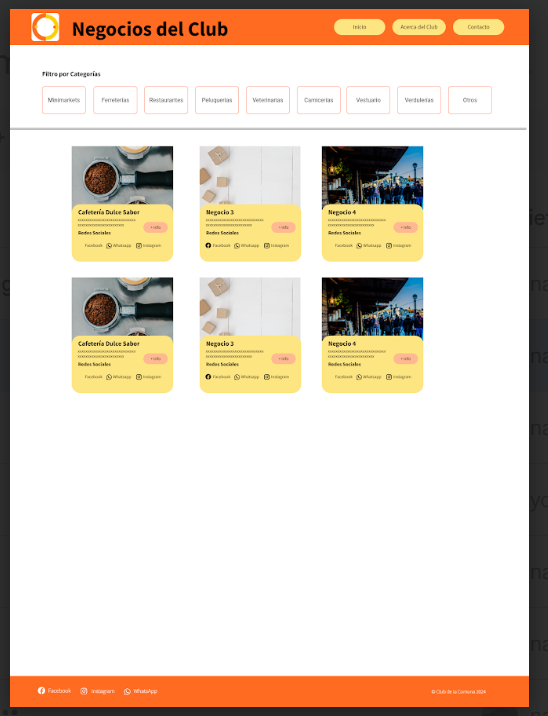 Negocios del Club
Inicio
Acerca del Club
Contacto
Filtro por Categorías
Minimarkets
Ferreterías
Restaurantes
Peluquerías
Veterinarias
Carnicerías
Vestuario
Verdulerías
Otros
Cafetería Dulce Sabor
+ info
Redes Sociales
Facebook Whatsapp Instagram
Negocio 3
+ info
Redes Sociales
Facebook Whatsapp Instagram
Negocio 4
+ info
Redes Sociales
Facebook Whatsapp Instagram
Cafetería Dulce Sabor
+ info
Redes Sociales
Facebook Whatsapp Instagram
Negocio 3
+ info
Redes Sociales
Facebook Whatsapp Instagram
Negocio 4
+ info
Redes Sociales
Facebook Whatsapp Instagram
Facebook Instagram WhatsApp
© Club de la Comuna 2024